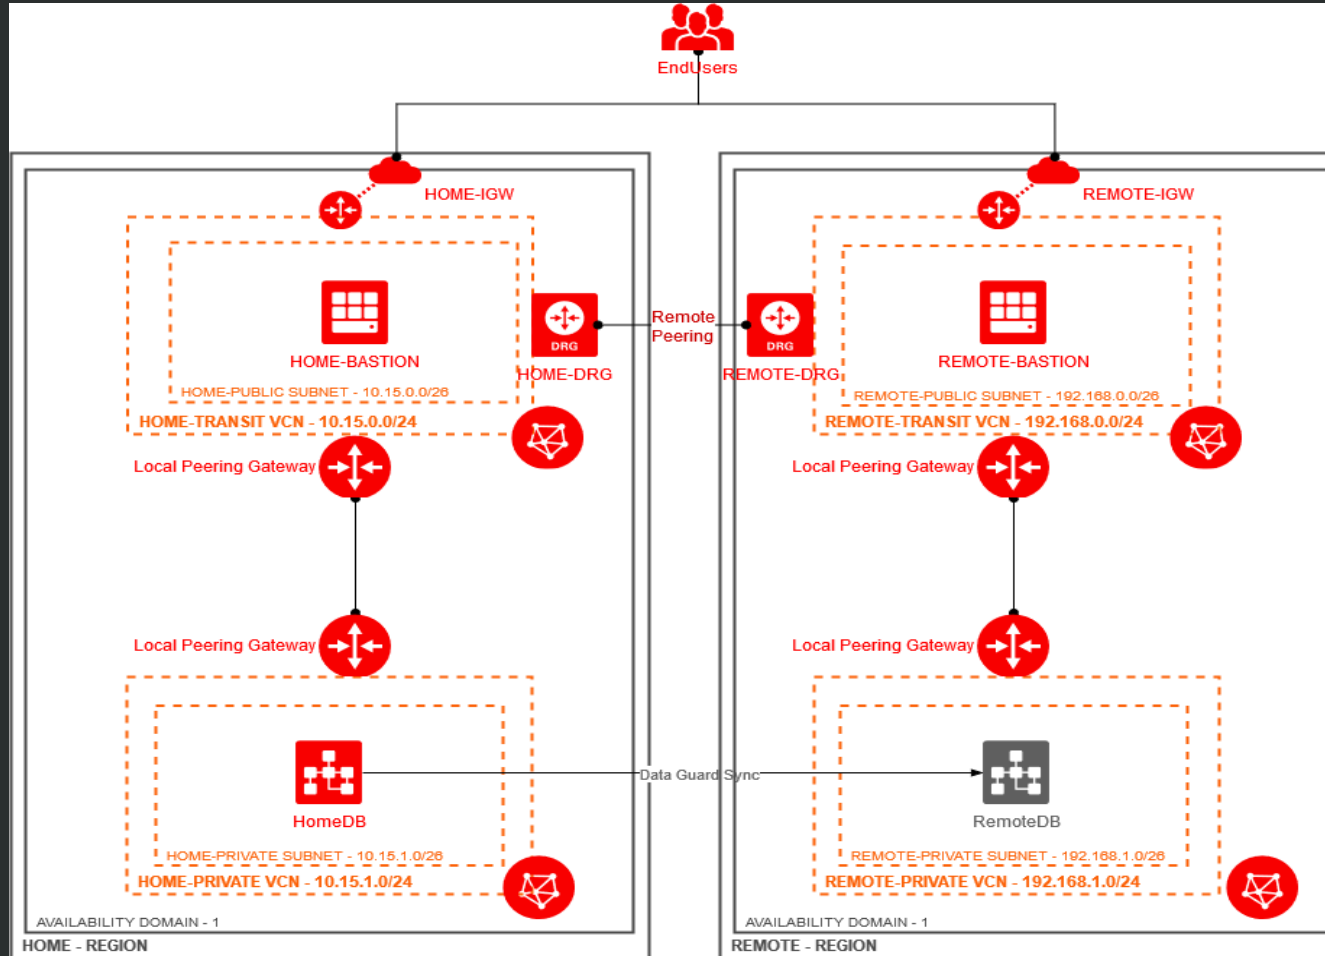 EndUsers
HOME-IGW
HOME-BASTION
HOME-PUBLIC SUBNET - 10.15.0.0/26
HOME-TRANSIT VCN - 10.15.0.0/24
DRG
HOME-DRG
Remote
Peering
DRG
REMOTE-DRG
REMOTE-IGW
REMOTE-BASTION
REMOTE-PUBLIC SUBNET - 192.168.0.0/26
REMOTE-TRANSIT VCN - 192.168.0.0/24
Local Peering Gateway
Local Peering Gateway
Local Peering Gateway
Local Peering Gateway
HomeDB
Data Guard Sync
RemoteDB
HOME-PRIVATE SUBNET - 10.15.1.0/26
HOME-PRIVATE VCN - 10.15.1.0/24
REMOTE-PRIVATE SUBNET - 192.168.1.0/26
REMOTE-PRIVATE VCN - 192.168.1.0/24
AVAILABILITY DOMAIN - 1
HOME - REGION
AVAILABILITY DOMAIN - 1
REMOTE - REGION